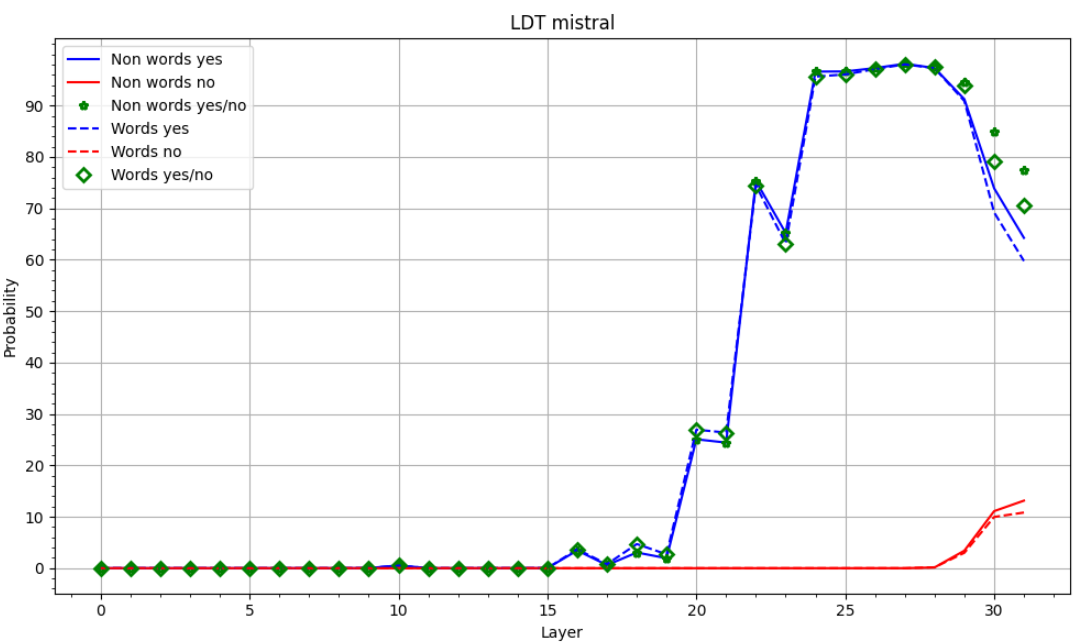 LDT mistral
Non words yes
Non words no
Non words yes/no
Words yes
Words no
Words yes/no
Probability
90
80
70
60
50
40
30
20
10
0
0 5 10 15 20 25 30
Layer